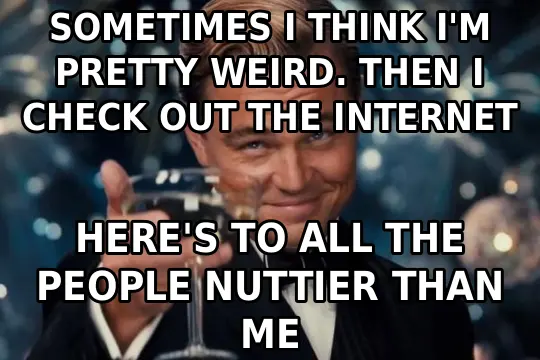 SOMETIMES I THINK I'M
PRETTY WEIRD. THEN I
CHECK OUT THE INTERNET
HERE'S TO ALL THE
PEOPLE NUTTIER THAN
ME